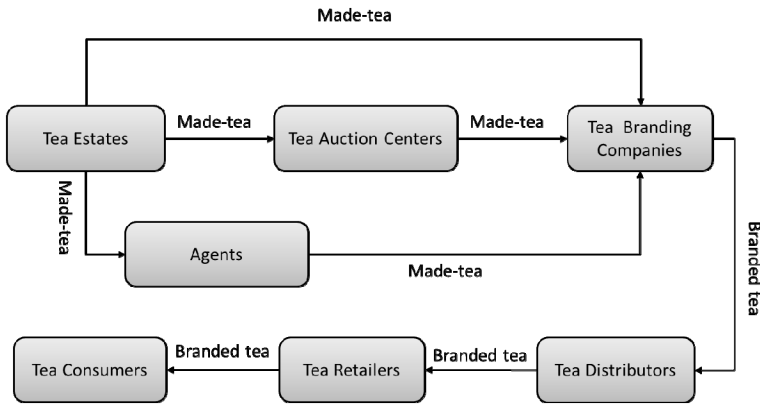 Made-tea
Tea Estates
Made-tea
Tea Auction Centers
Made-tea
Tea Branding
Companies
Made-tea
Agents
Made-tea
Branded tea
Tea Consumers
Branded tea
Tea Retailers
Branded tea
Tea Distributors